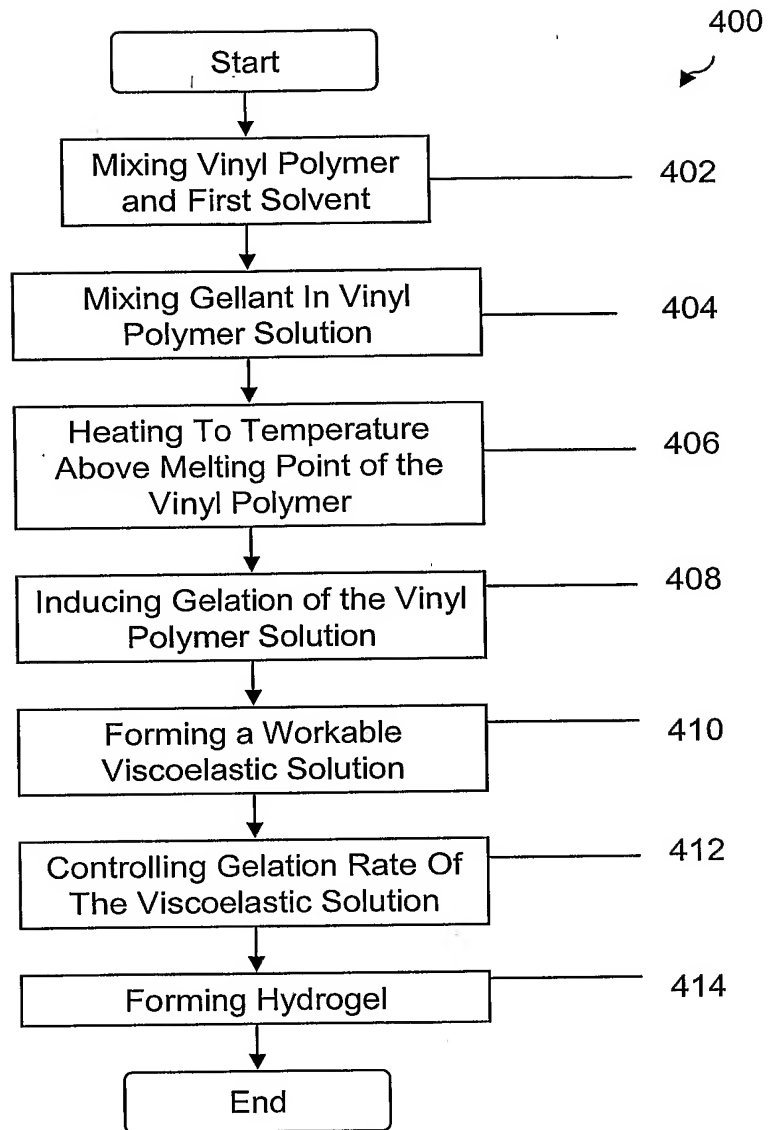 400
Start
Mixing Vinyl Polymer
and First Solvent
402
Mixing Gellant In Vinyl
Polymer Solution
404
Heating To Temperature
Above Melting Point of the
Vinyl Polymer
406
Inducing Gelation of the Vinyl
Polymer Solution
408
Forming a Workable
Viscoelastic Solution
410
Controlling Gelation Rate Of
The Viscoelastic Solution
412
Forming Hydrogel
414
End